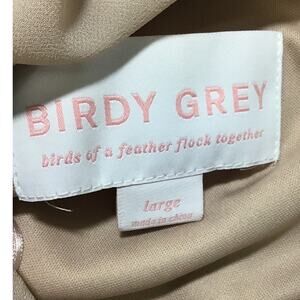 BIRDY GREY
birds of a feather flock together
large
made in china